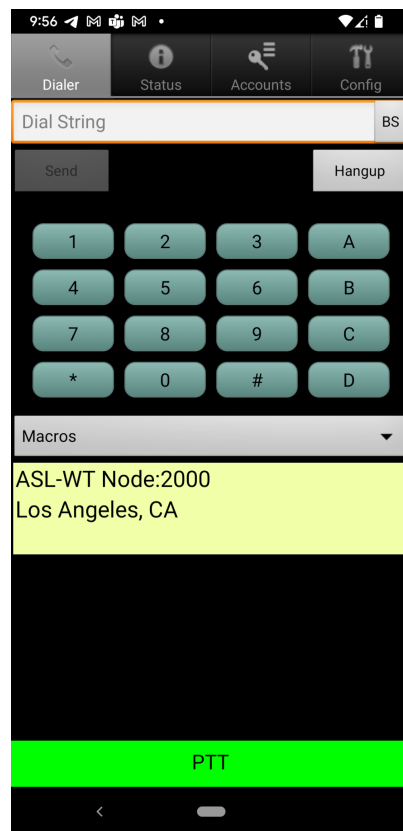 9:56
Dialer Status Accounts Config
Dial String BS
Send Hangup
1 2 3 A
4 5 6 B
7 8 9 C
* 0 # D
Macros
ASL-WT Node:2000
Los Angeles, CA
PTT